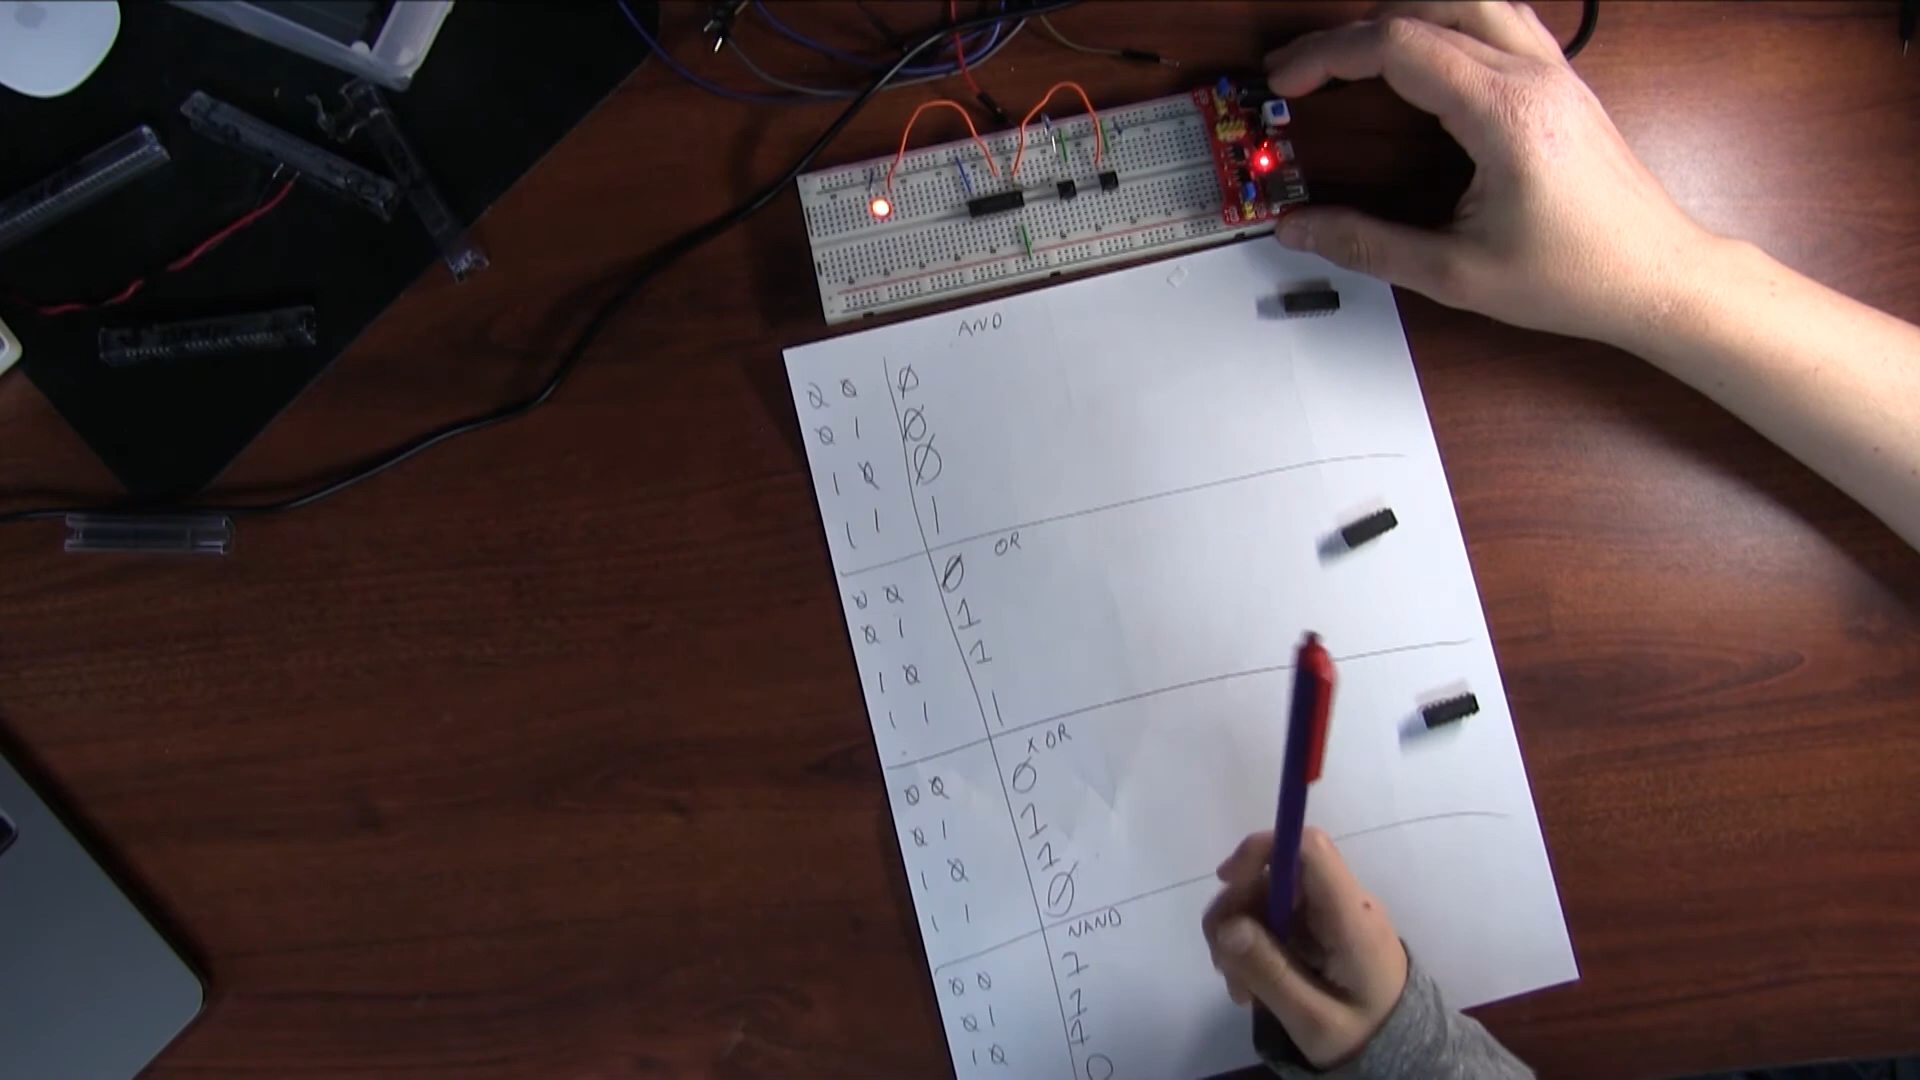 AND
0 0 0
0 1 0
1 0 0
1 1 1
OR
0 0 0
0 1 1
1 0 1
1 1 1
XOR
0 0 0
0 1 1
1 0 1
1 1 0
NAND
0 0 1
0 1 1
1 0 1
0